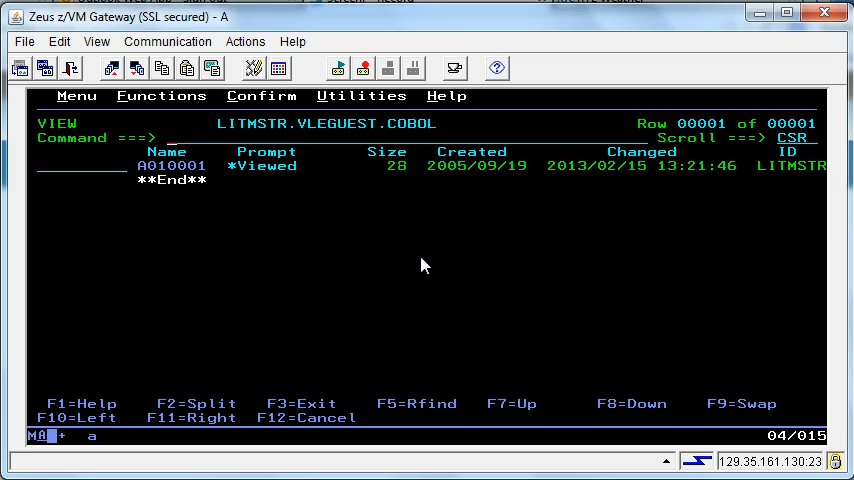 Zeus z/VM Gateway (SSL secured) - A
File Edit View Communication Actions Help
Menu Functions Confirm Utilities Help
VIEW LITMSTR.VLEGUEST.COBOL Row 00001 of 00001
Command ===> Scroll ===> CSR
Name Prompt Size Created Changed ID
A010001 *Viewed 28 2005/09/19 2013/02/15 13:21:46 LITMSTR
**End**
F1=Help F2=Split F3=Exit F5=Rfind F7=Up F8=Down F9=Swap
F10=Left F11=Right F12=Cancel
MA + a 04/015
129.35.161.130:23